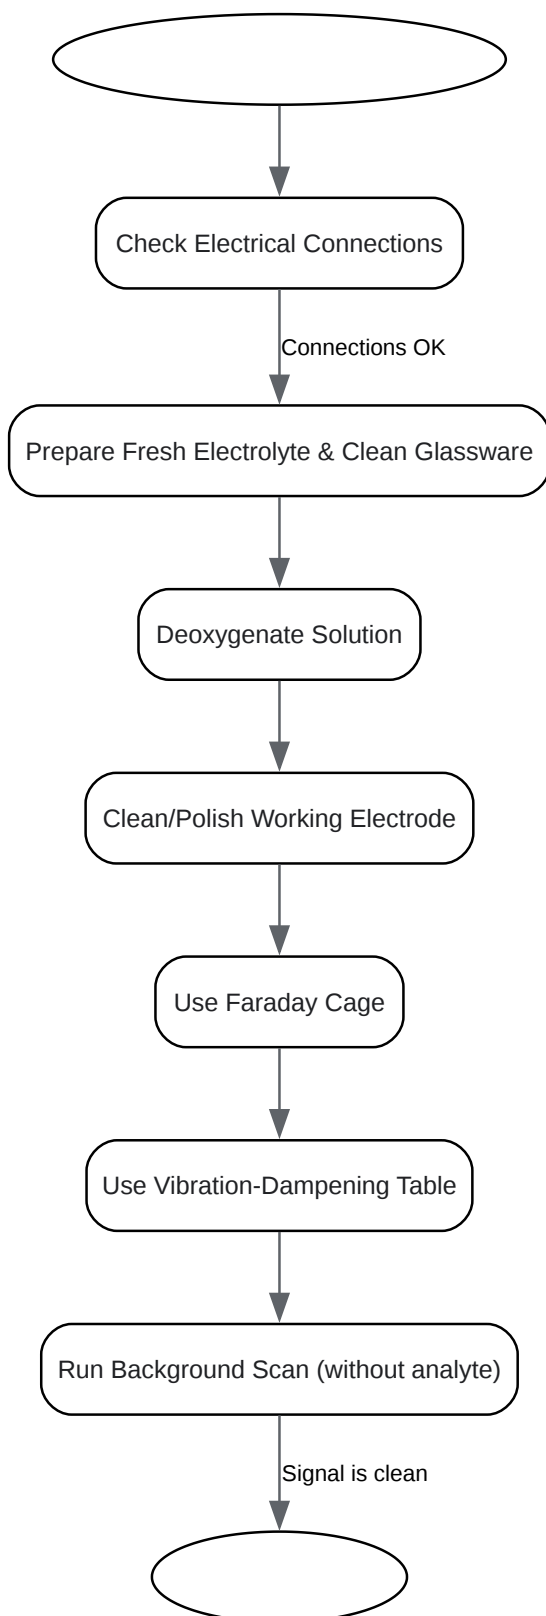 Check Electrical Connections
Connections OK
Prepare Fresh Electrolyte & Clean Glassware
Deoxygenate Solution
Clean/Polish Working Electrode
Use Faraday Cage
Use Vibration-Dampening Table
Run Background Scan (without analyte)
Signal is clean